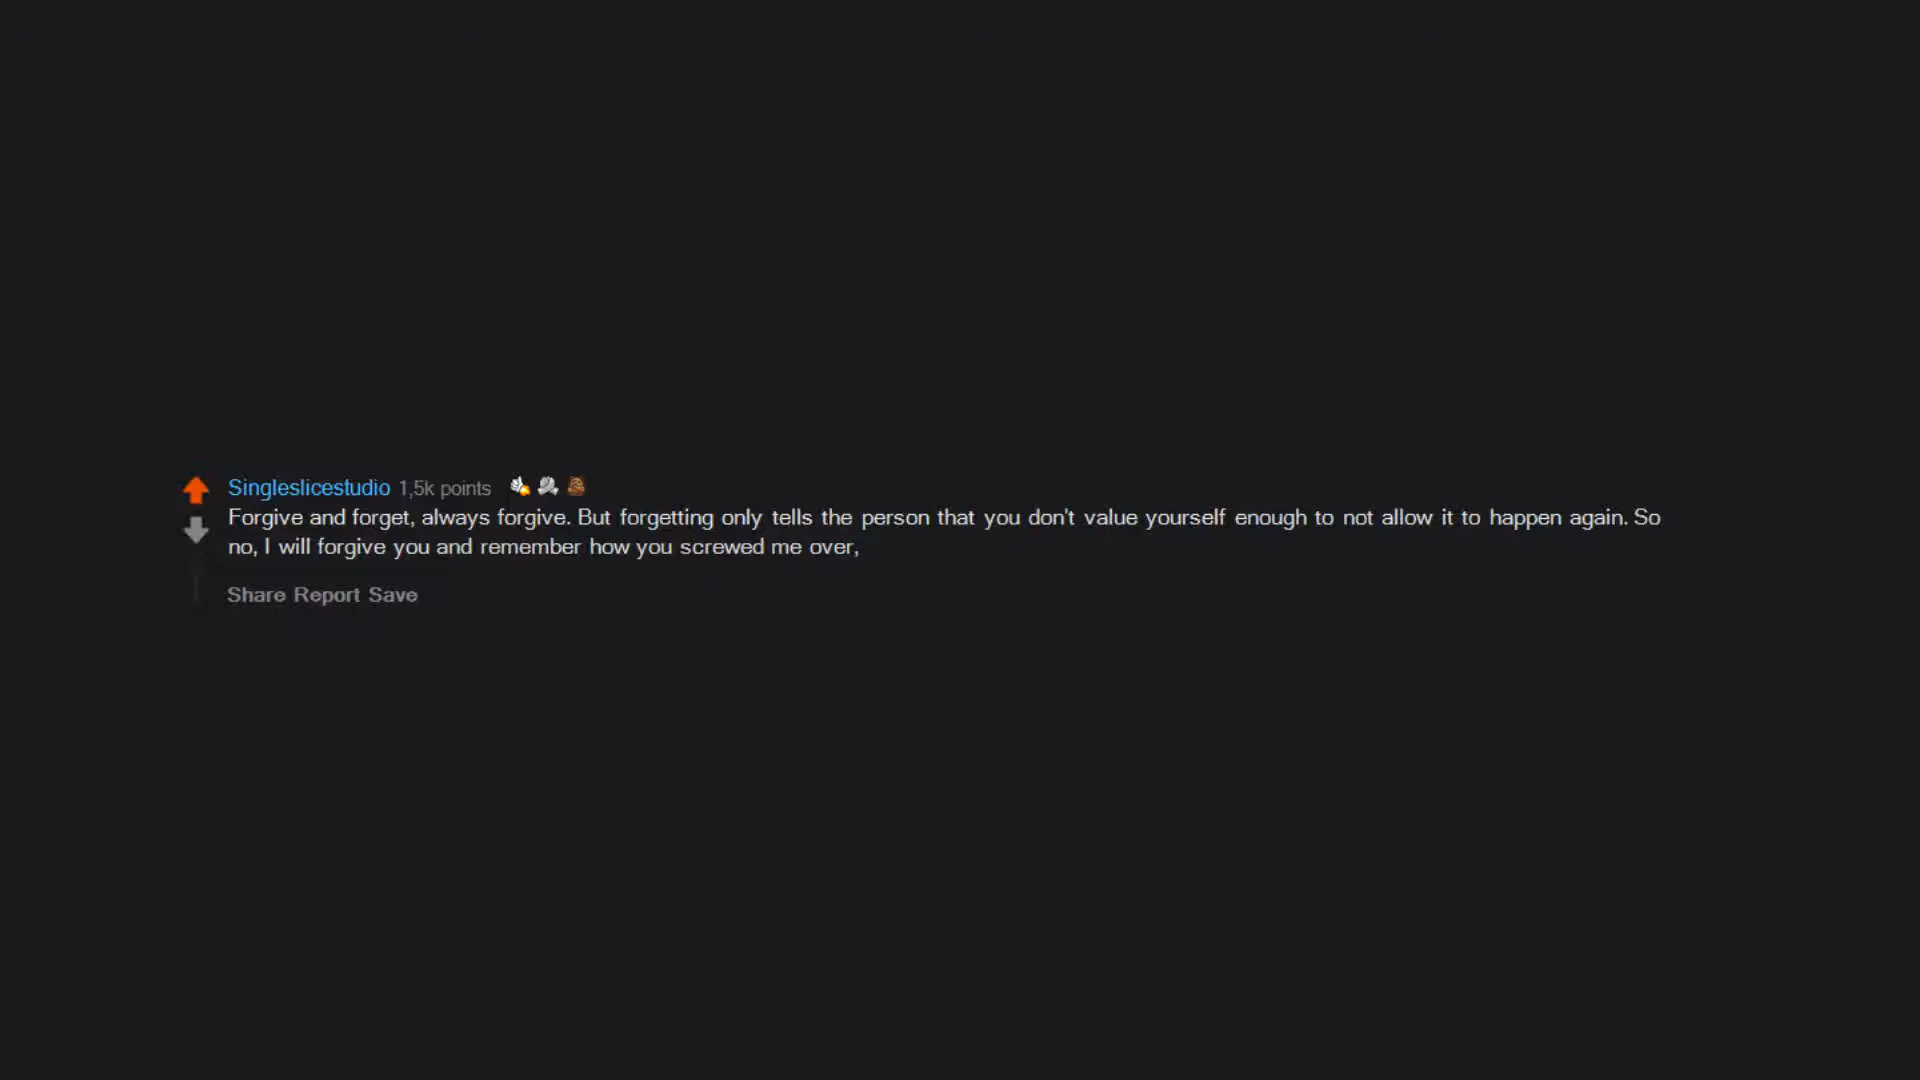 Singleslicestudio 1,5k points
Forgive and forget, always forgive. But forgetting only tells the person that you don't value yourself enough to not allow it to happen again. So
no, I will forgive you and remember how you screwed me over,
Share Report Save